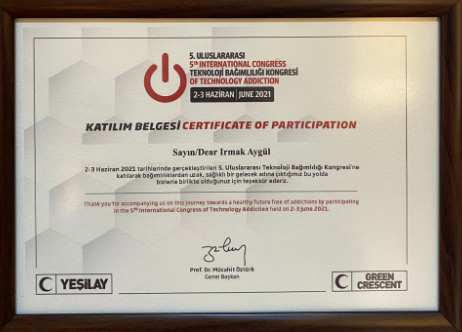 5. ULUSLARARASI
5th INTERNATIONAL CONGRESS
TEKNOLOJİ BAĞIMLILIĞI KONGRESİ
OF TECHNOLOGY ADDICTION
2-3 HAZİRAN | JUNE 2021
KATILIM BELGESİ CERTIFICATE OF PARTICIPATION
Sayın/Dear Irmak Aygül
2-3 Haziran 2021 tarihlerinde gerçekleştirilen 5. Uluslararası Teknoloji Bağımlılığı Kongresi'ne
katılarak bağımlılıklardan uzak, sağlıklı bir gelecek adına çıktığımız bu yolda
bizlerle birlikte olduğunuz için teşekkür ederiz.
Thank you for accompanying us on this journey towards a healthy future free of addictions by participating
in the 5th International Congress of Technology Addiction held on 2-3 June 2021.
Prof. Dr. Mücahit Öztürk
Genel Başkan
YEŞİLAY
GREEN
CRESCENT